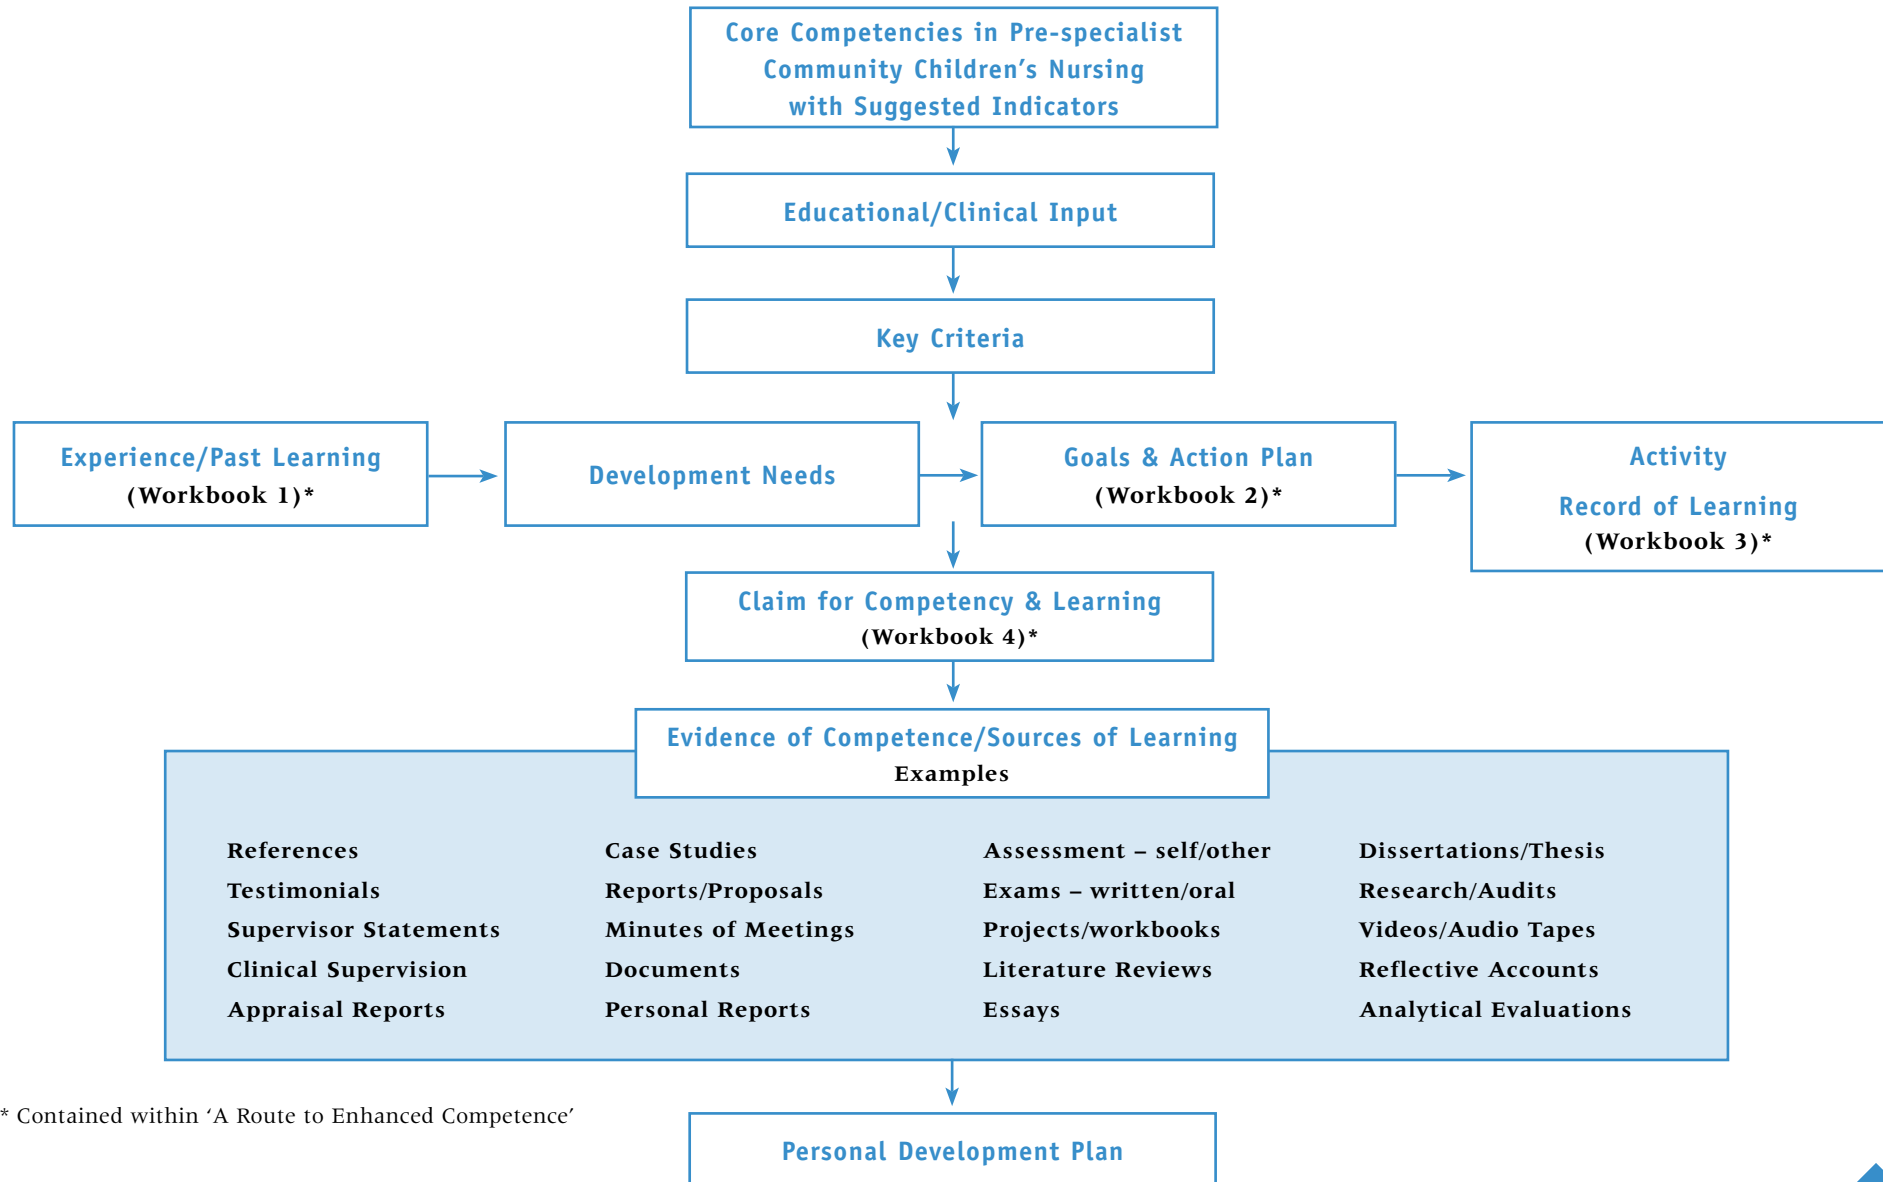 Core Competencies in Pre-specialist
Community Children's Nursing
with Suggested Indicators
Educational/Clinical Input
Key Criteria
Experience/Past Learning
(Workbook 1)*
Development Needs
Goals & Action Plan
(Workbook 2)*
Activity
Record of Learning
(Workbook 3)*
Claim for Competency & Learning
(Workbook 4)*
Evidence of Competence/Sources of Learning
Examples
References
Testimonials
Supervisor Statements
Clinical Supervision
Appraisal Reports
Case Studies
Reports/Proposals
Minutes of Meetings
Documents
Personal Reports
Assessment – self/other
Exams – written/oral
Projects/workbooks
Literature Reviews
Essays
Dissertations/Thesis
Research/Audits
Videos/Audio Tapes
Reflective Accounts
Analytical Evaluations
* Contained within ‘A Route to Enhanced Competence’
Personal Development Plan